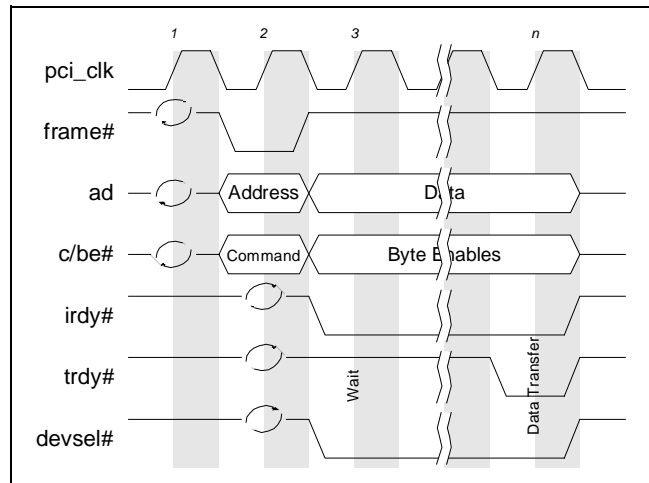 1 2 3 n
pci_clk
frame#
ad Address Data
c/be# Command Byte Enables
irdy#
trdy# Wait Data Transfer
devsel#